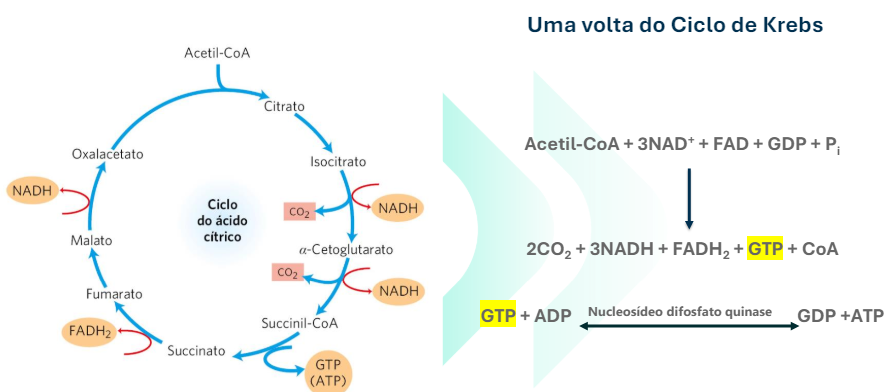 Uma volta do Ciclo de Krebs
Acetil-CoA
Citrato
Isocitrato
CO₂
NADH
α-Cetoglutarato
CO₂
NADH
Succinil-CoA
GTP
(ATP)
Succinato
FADH₂
Fumarato
Malato
NADH
Oxalacetato
Ciclo
do ácido
cítrico
Acetil-CoA + 3NAD⁺ + FAD + GDP + Pᵢ
2CO₂ + 3NADH + FADH₂ + GTP + CoA
GTP + ADP
Nucleosídeo difosfato quinase
GDP +ATP